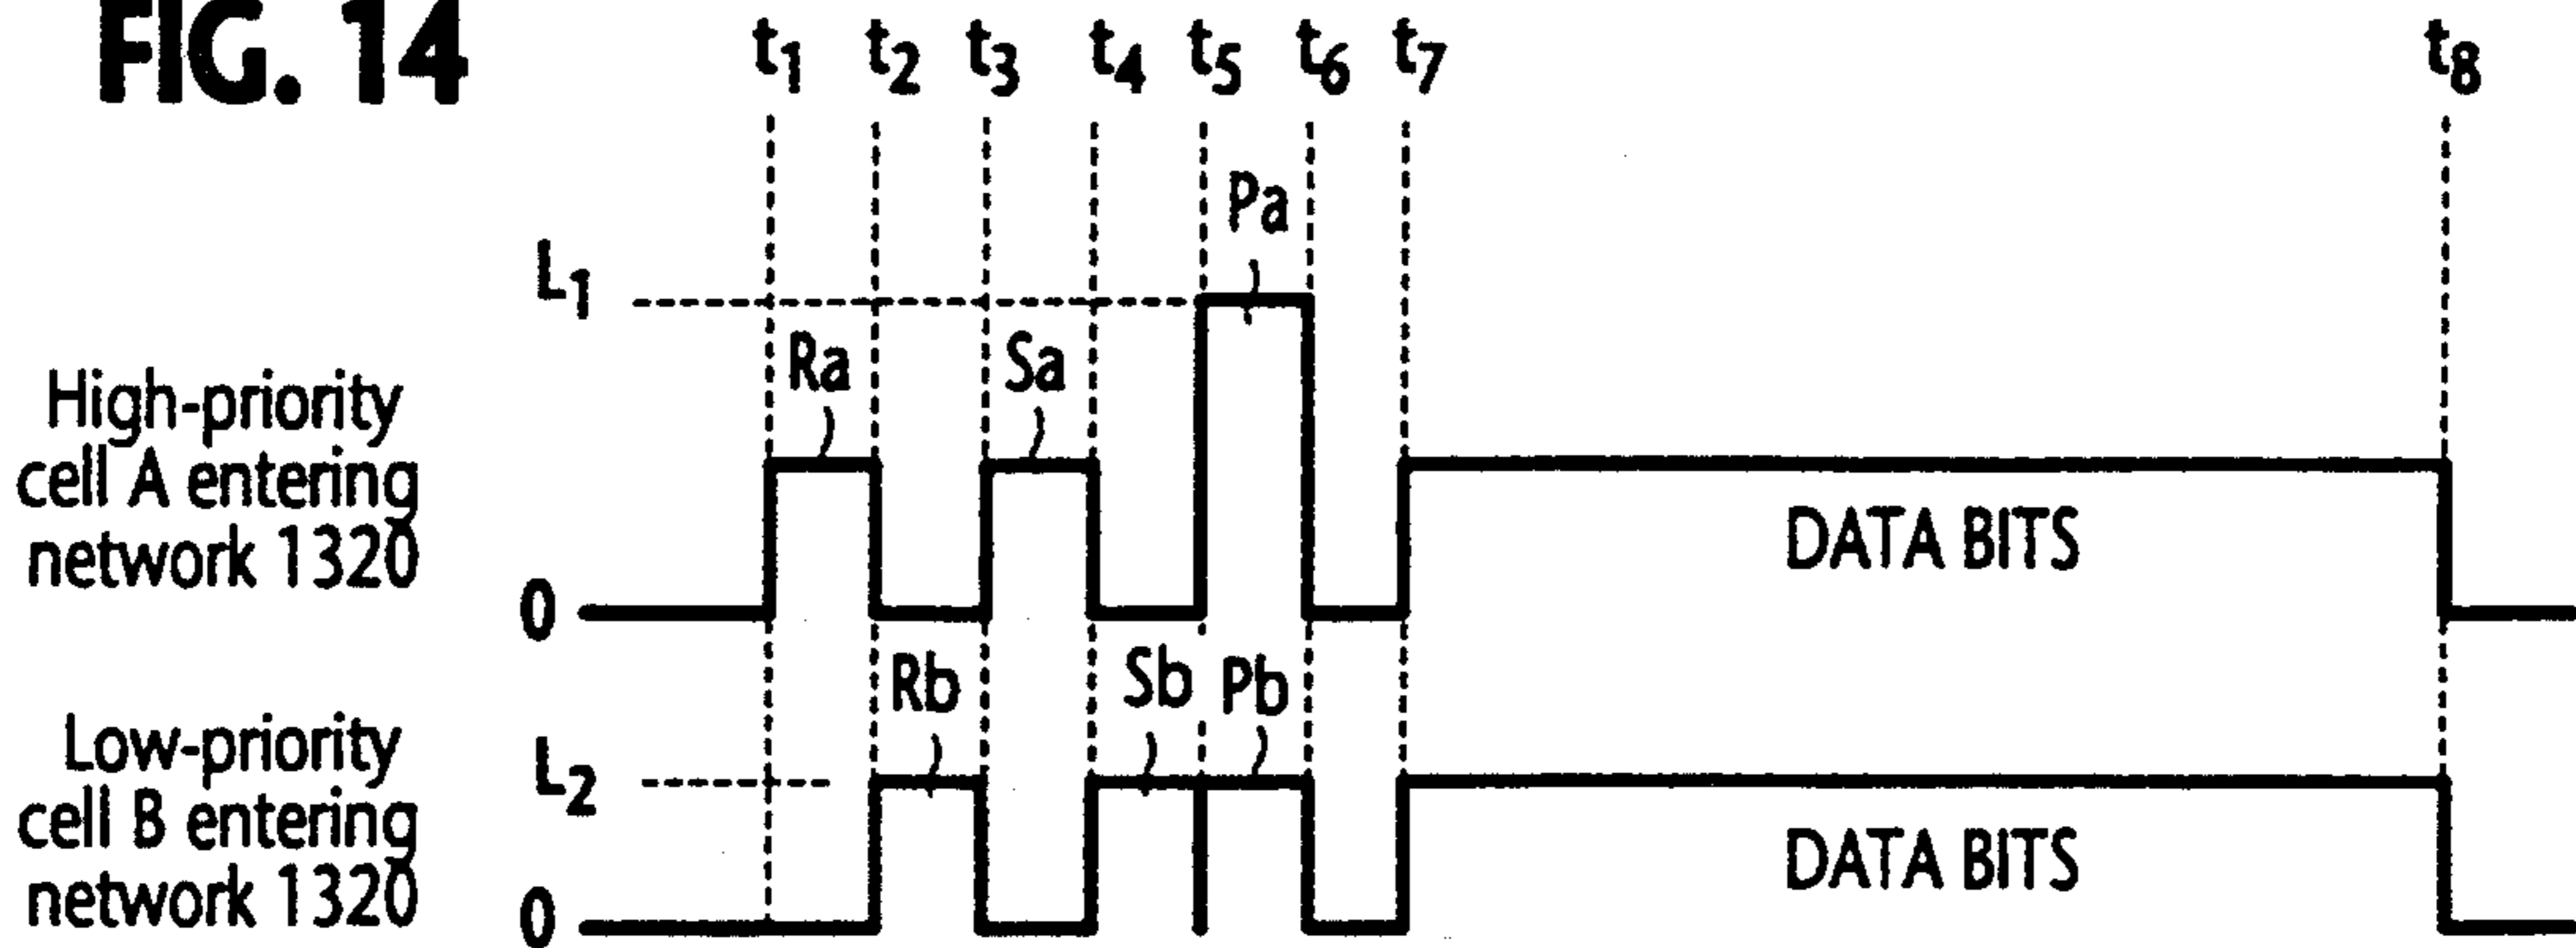 FIG. 14
t1 t2 t3 t4 t5 t6 t7 t8
Pa
L1
Ra Sa
High-priority
cell A entering
network 1320
DATA BITS
0
Rb Sb Pb
Low-priority
cell B entering
network 1320
L2
DATA BITS
0